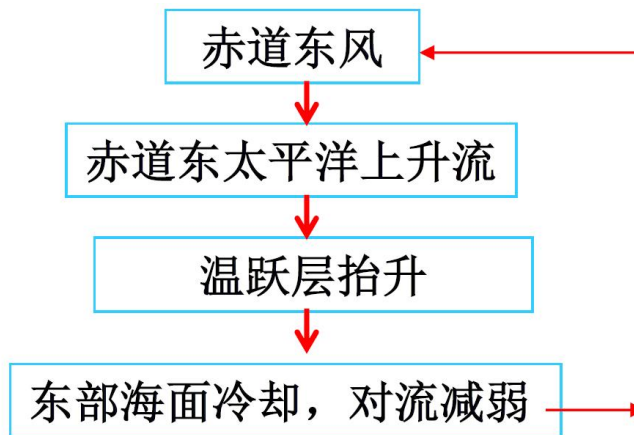 赤道东风
赤道东太平洋上升流
温跃层抬升
东部海面冷却，对流减弱